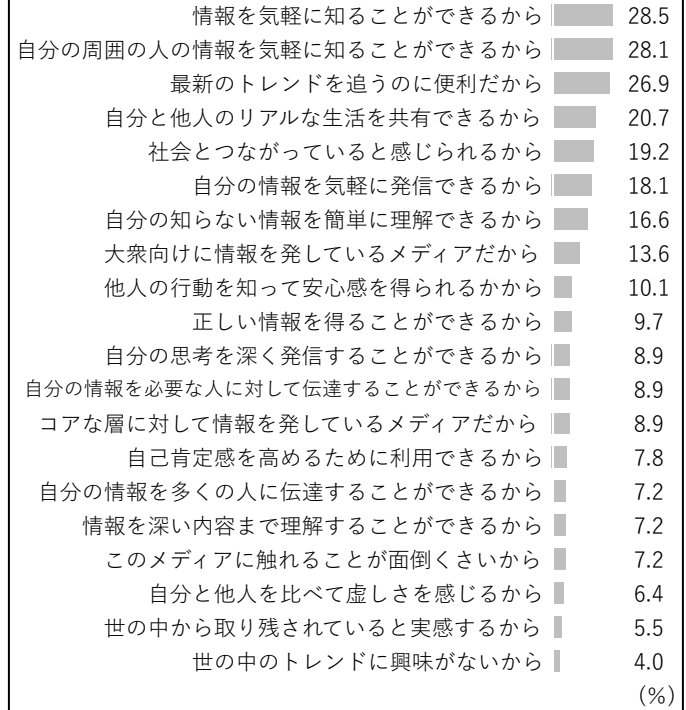 情報を気軽に知ることができるから 28.5
自分の周囲の人の情報を気軽に知ることができるから 28.1
最新のトレンドを追うのに便利だから 26.9
自分と他人のリアルな生活を共有できるから 20.7
社会とつながっていると感じられるから 19.2
自分の情報を気軽に発信できるから 18.1
自分の知らない情報を簡単に理解できるから 16.6
大衆向けに情報を発しているメディアだから 13.6
他人の行動を知って安心感を得られるかから 10.1
正しい情報を得ることができるから 9.7
自分の思考を深く発信することができるから 8.9
自分の情報を必要な人に対して伝達することができるから 8.9
コアな層に対して情報を発しているメディアだから 8.9
自己肯定感を高めるために利用できるから 7.8
自分の情報を多くの人に伝達することができるから 7.2
情報を深い内容まで理解することができるから 7.2
このメディアに触れることが面倒くさいから 7.2
自分と他人を比べて虚しさを感じるから 6.4
世の中から取り残されていると実感するから 5.5
世の中のトレンドに興味がないから 4.0
(%)